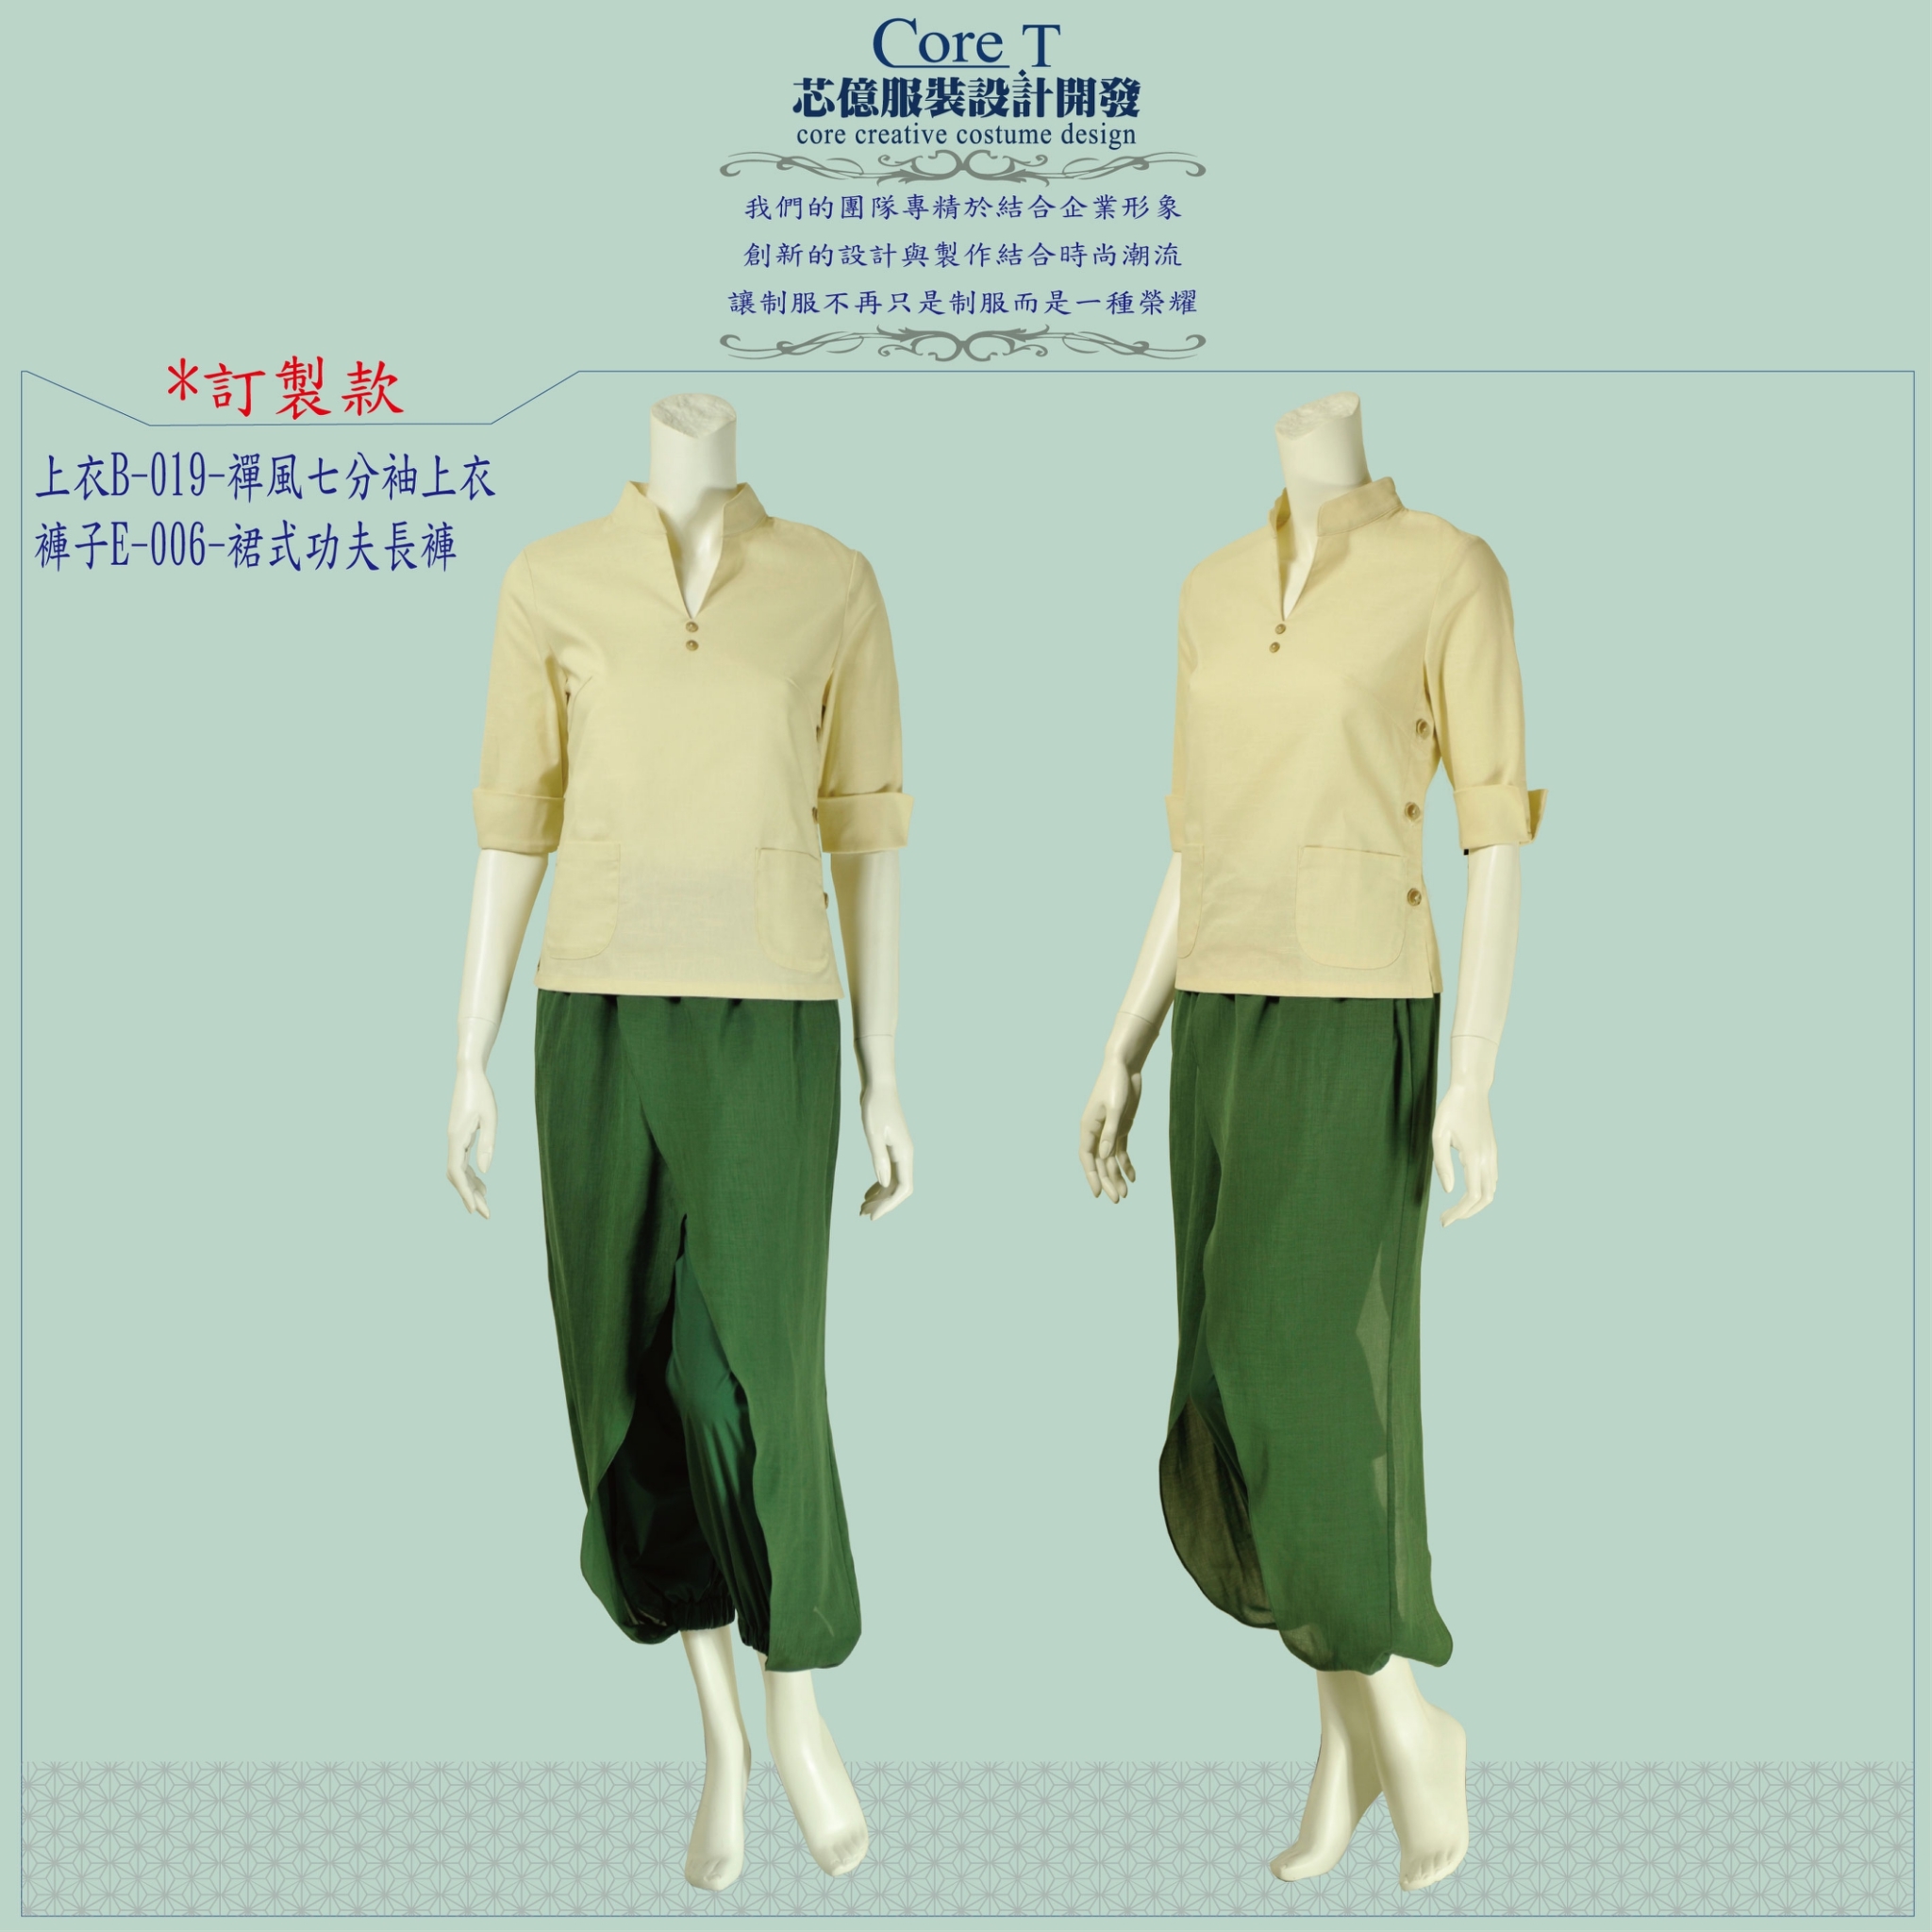 Core T
芯億服裝設計開發
core creative costume design
我們的團隊專精於結合企業形象
創新的設計與製作結合時尚潮流
讓制服不再只是制服而是一種榮耀
*訂製款
上衣B-019-禪風七分袖上衣
褲子E-006-裙式功夫長褲